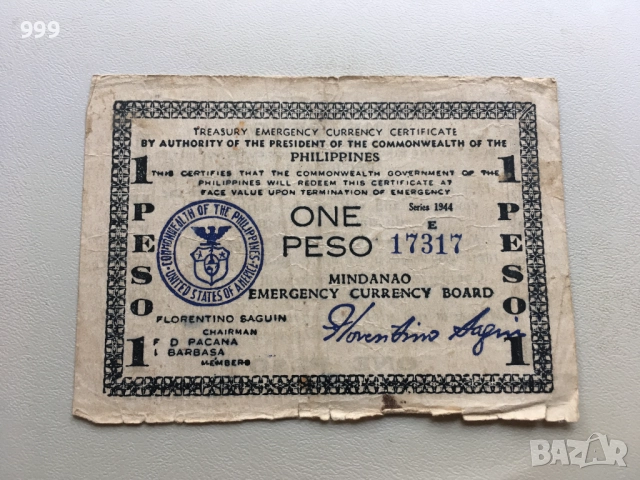 999
TREASURY EMERGENCY CURRENCY CERTIFICATE
BY AUTHORITY OF THE PRESIDENT OF THE COMMONWEALTH OF THE
PHILIPPINES
THIS CERTIFIES THAT THE COMMONWEALTH GOVERNMENT OF THE
PHILIPPINES WILL REDEEM THIS CERTIFICATE AT
FACE VALUE UPON TERMINATION OF EMERGENCY
1 PESO 1
COMMONWEALTH OF THE PHILIPPINES
UNITED STATES OF AMERICA
ONE
PESO
Series 1944
E
17317
MINDANAO
EMERGENCY CURRENCY BOARD
FLORENTINO SAGUIN
CHAIRMAN
F D PACANA
I BARBASA
MEMBERS
Florentino Saguin
1 PESO 1
BAZAR